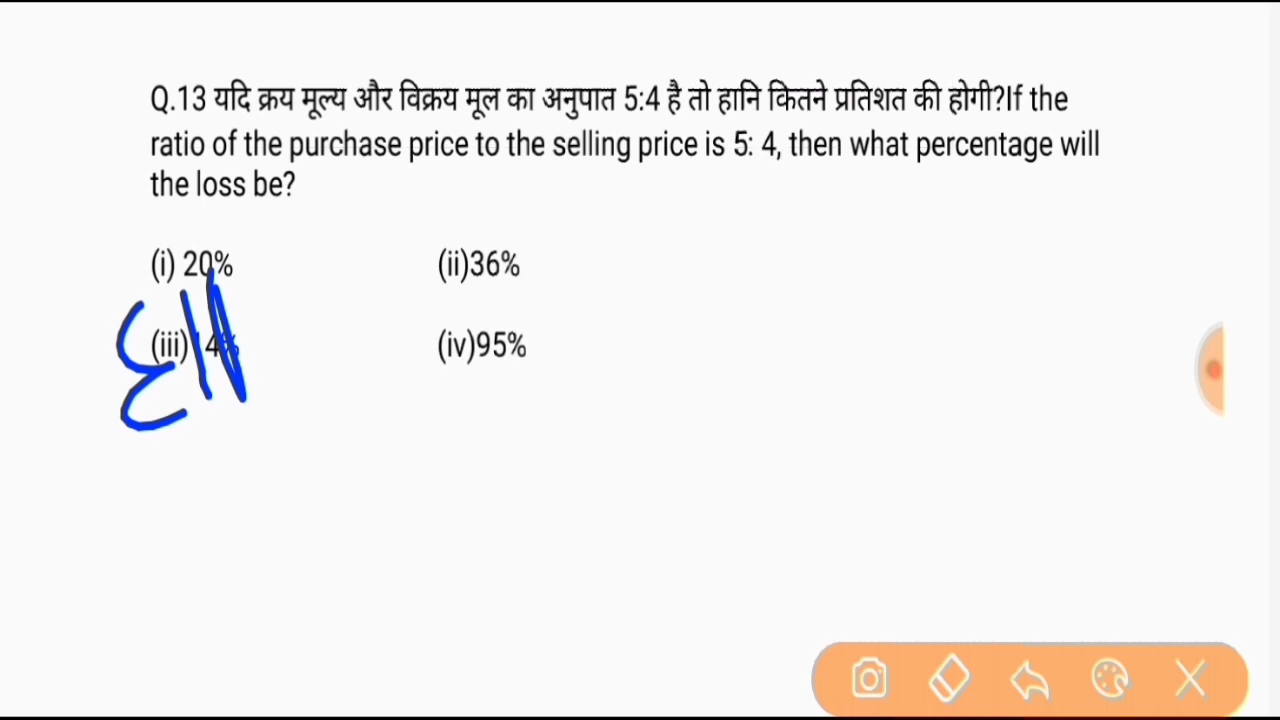 Q.13 यदि क्रय मूल्य और विक्रय मूल का अनुपात 5:4 है तो हानि कितने प्रतिशत की होगी?If the
ratio of the purchase price to the selling price is 5: 4, then what percentage will
the loss be?
(i) 20% (ii)36%
(iii) 14% (iv)95%